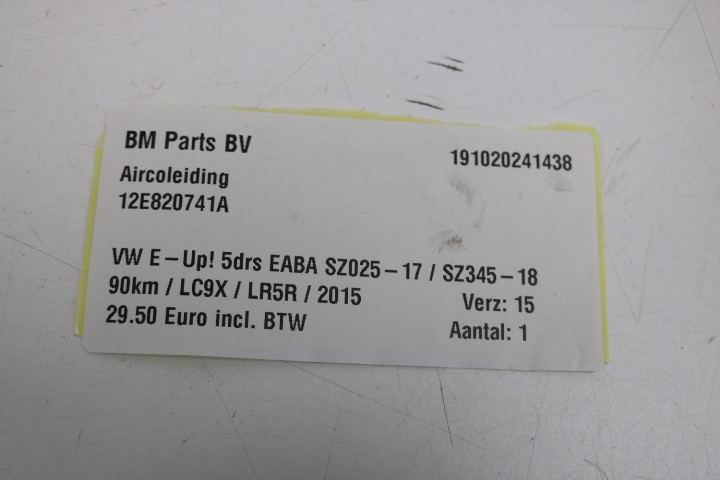 BM Parts BV
191020241438
Aircoleiding
12E820741A
VW E-Up! 5drs EABA SZ025-17 / SZ345-18
90km / LC9X / LR5R / 2015
Verz: 15
29.50 Euro incl. BTW
Aantal: 1